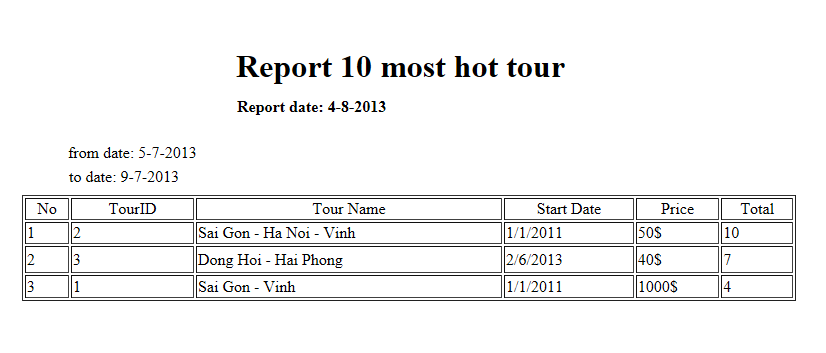 Report 10 most hot tour
Report date: 4-8-2013
from date: 5-7-2013
to date: 9-7-2013
No TourID Tour Name Start Date Price Total
1 2 Sai Gon - Ha Noi - Vinh 1/1/2011 50$ 10
2 3 Dong Hoi - Hai Phong 2/6/2013 40$ 7
3 1 Sai Gon - Vinh 1/1/2011 1000$ 4